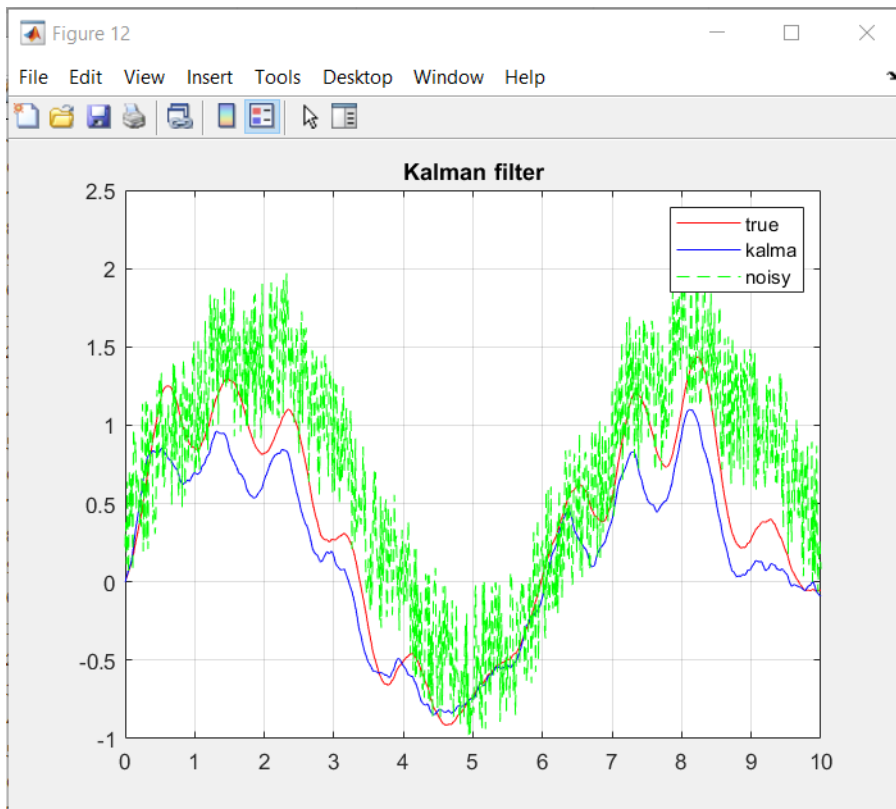 Figure 12
File Edit View Insert Tools Desktop Window Help
Kalman filter
2.5
2
1.5
1
0.5
0
-0.5
-1
true
kalma
noisy
0 1 2 3 4 5 6 7 8 9 10